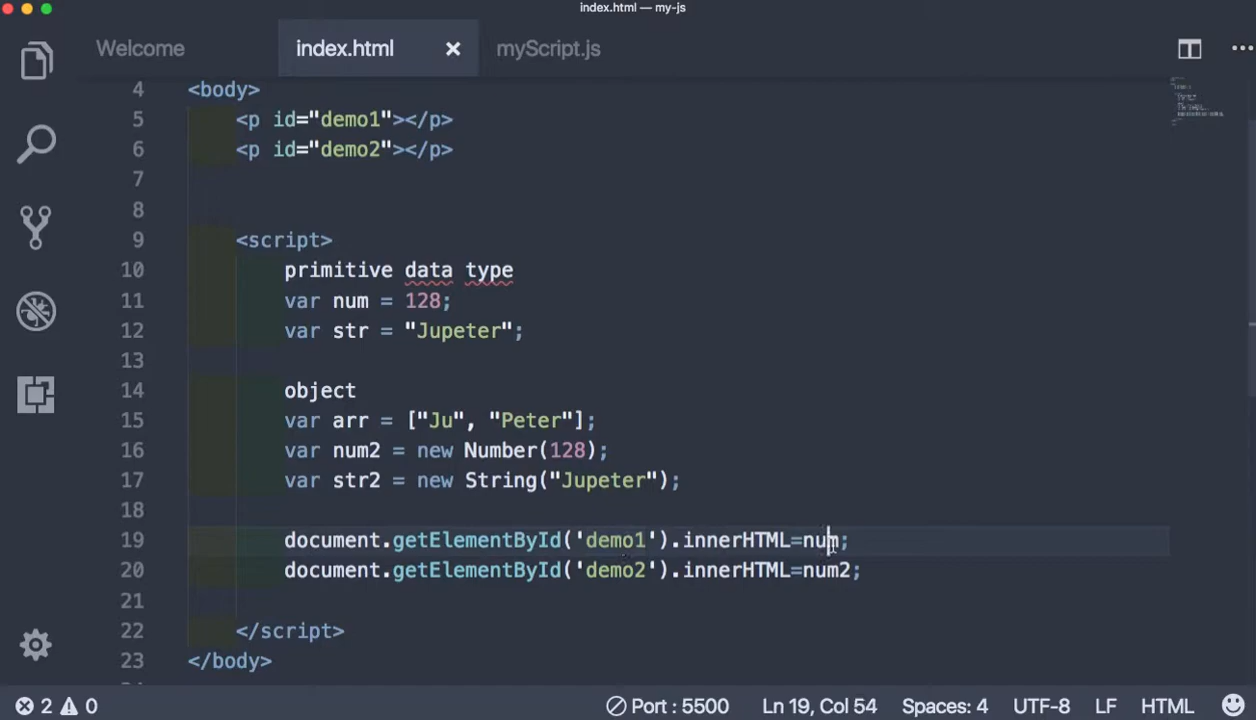 index.html — my-js
Welcome
index.html
myScript.js
4 <body>
5 <p id="demo1"></p>
6 <p id="demo2"></p>
7
8
9 <script>
10 primitive data type
11 var num = 128;
12 var str = "Jupeter";
13
14 object
15 var arr = ["Ju", "Peter"];
16 var num2 = new Number(128);
17 var str2 = new String("Jupeter");
18
19 document.getElementById('demo1').innerHTML=num;
20 document.getElementById('demo2').innerHTML=num2;
21
22 </script>
23 </body>
2 0 Port : 5500 Ln 19, Col 54 Spaces: 4 UTF-8 LF HTML